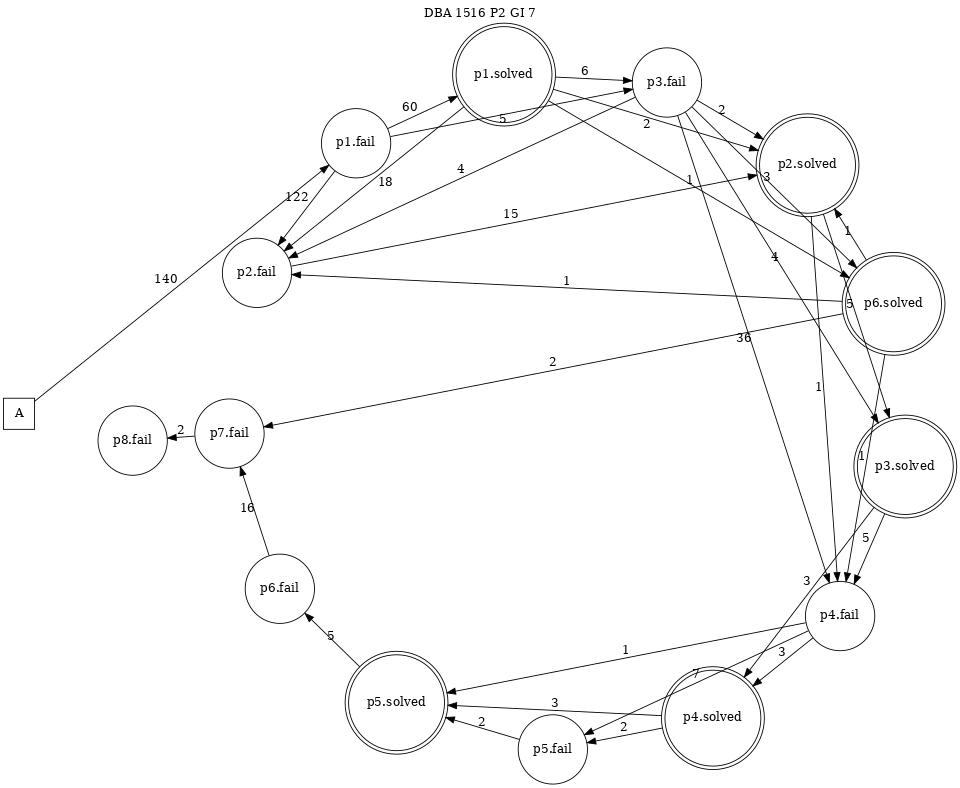 DBA 1516 P2 GI 7
p1.solved
6
p3.fail
60
5
2
2
p1.fail
p2.solved
4
3
18
1
122
15
1
p2.fail
4
140
1
5
p6.solved
36
2
1
A
p8.fail
2
p7.fail
1
p3.solved
16
5
3
p6.fail
p4.fail
5
1
3
7
p5.solved
3
p4.solved
2
2
p5.fail